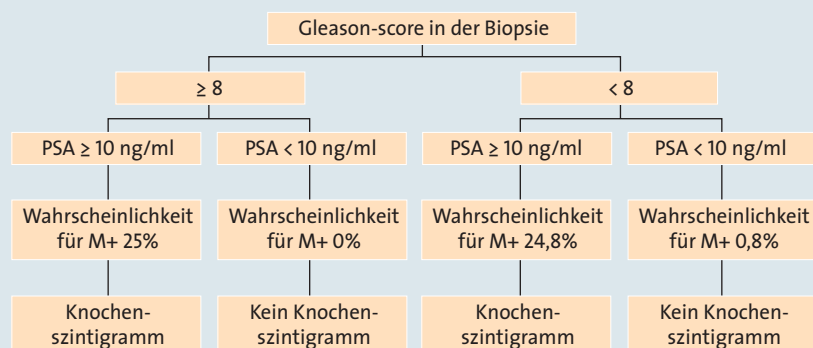 Gleason-score in der Biopsie
≥ 8
< 8
PSA ≥ 10 ng/ml
PSA < 10 ng/ml
PSA ≥ 10 ng/ml
PSA < 10 ng/ml
Wahrscheinlichkeit
für M+ 25%
Wahrscheinlichkeit
für M+ 0%
Wahrscheinlichkeit
für M+ 24,8%
Wahrscheinlichkeit
für M+ 0,8%
Knochen-
szintigramm
Kein Knochen-
szintigramm
Knochen-
szintigramm
Kein Knochen-
szintigramm